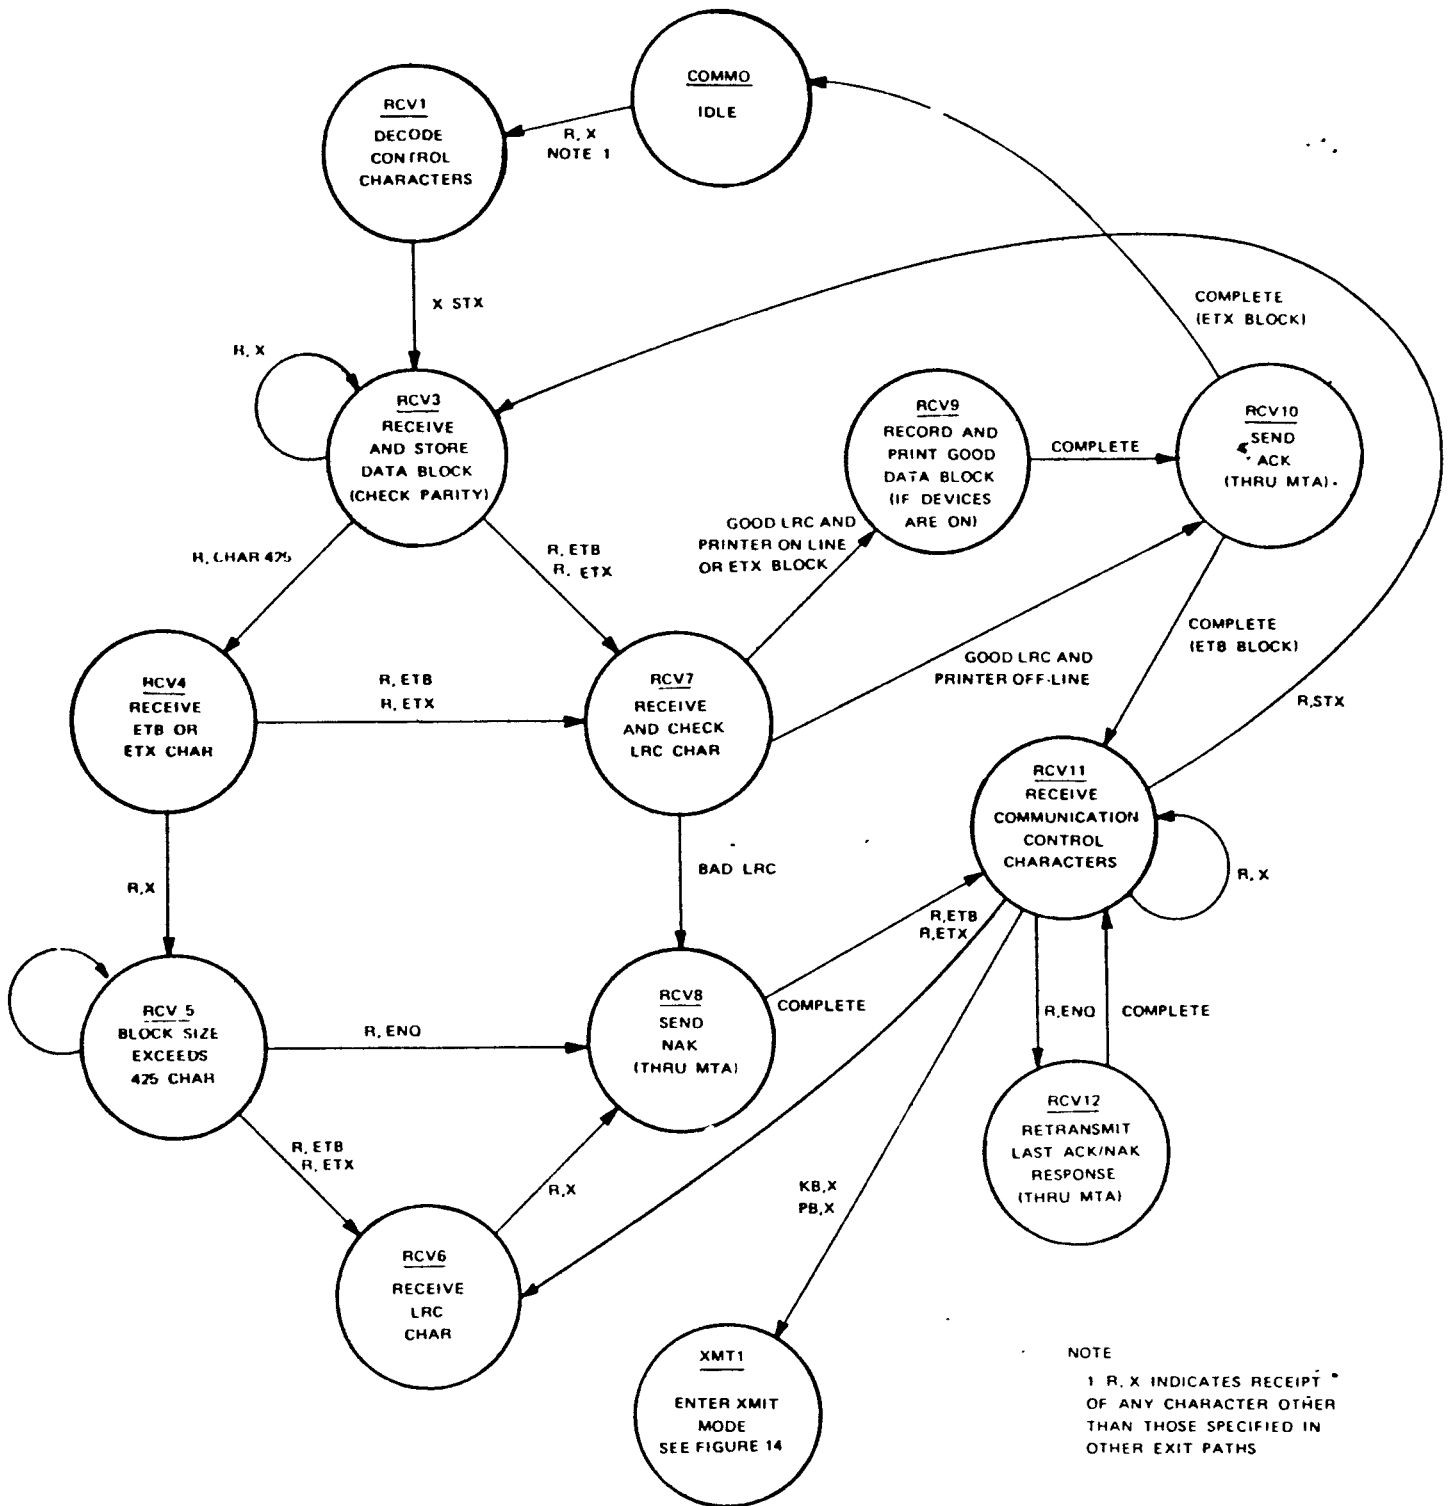 COMMO
IDLE
RCV1
DECODE
CONTROL
CHARACTERS
R, X
NOTE 1
X STX
COMPLETE
(ETX BLOCK)
R, X
RCV3
RECEIVE
AND STORE
DATA BLOCK
(CHECK PARITY)
RCV9
RECORD AND
PRINT GOOD
DATA BLOCK
(IF DEVICES
ARE ON)
COMPLETE
RCV10
SEND
ACK
(THRU MTA)
R, CHAR 425
R, ETB
R, ETX
GOOD LRC AND
PRINTER ON LINE
OR ETX BLOCK
COMPLETE
(ETB BLOCK)
GOOD LRC AND
PRINTER OFF-LINE
R,STX
RCV4
RECEIVE
ETB OR
ETX CHAR
R, ETB
R, ETX
RCV7
RECEIVE
AND CHECK
LRC CHAR
RCV11
RECEIVE
COMMUNICATION
CONTROL
CHARACTERS
R, X
R,X
BAD LRC
R,ETB
R,ETX
RCV 5
BLOCK SIZE
EXCEEDS
425 CHAR
R, ENQ
RCV8
SEND
NAK
(THRU MTA)
COMPLETE
R,ENQ
COMPLETE
RCV12
RETRANSMIT
LAST ACK/NAK
RESPONSE
(THRU MTA)
R, ETB
R, ETX
R,X
KB,X
PB,X
RCV6
RECEIVE
LRC
CHAR
XMT1
ENTER XMIT
MODE
SEE FIGURE 14
NOTE
1 R, X INDICATES RECEIPT
OF ANY CHARACTER OTHER
THAN THOSE SPECIFIED IN
OTHER EXIT PATHS